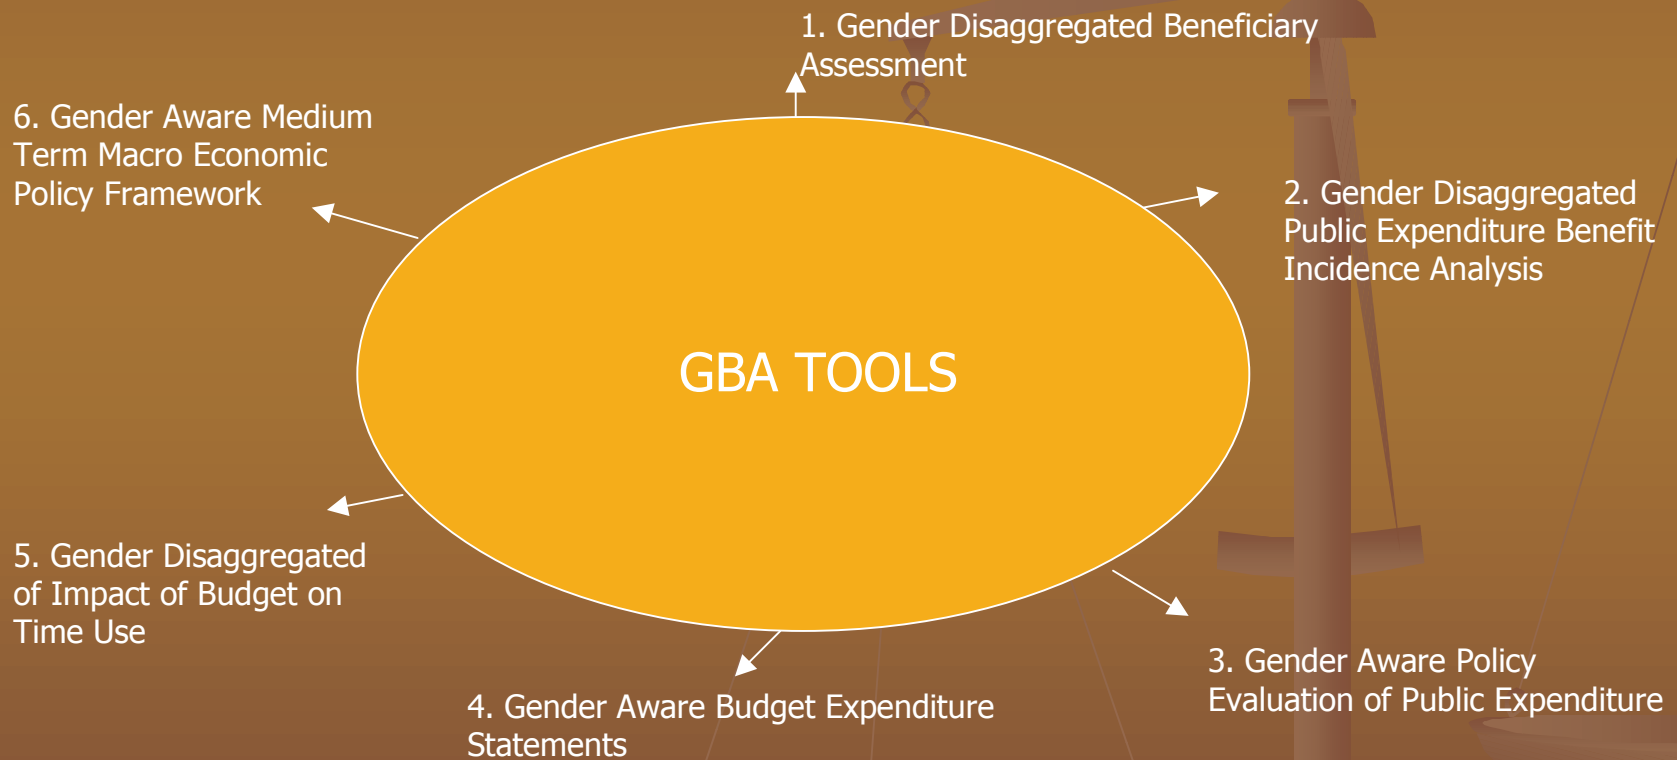 1. Gender Disaggregated Beneficiary
Assessment
2. Gender Disaggregated
Public Expenditure Benefit
Incidence Analysis
3. Gender Aware Policy
Evaluation of Public Expenditure
4. Gender Aware Budget Expenditure
Statements
5. Gender Disaggregated
of Impact of Budget on
Time Use
6. Gender Aware Medium
Term Macro Economic
Policy Framework
GBA TOOLS